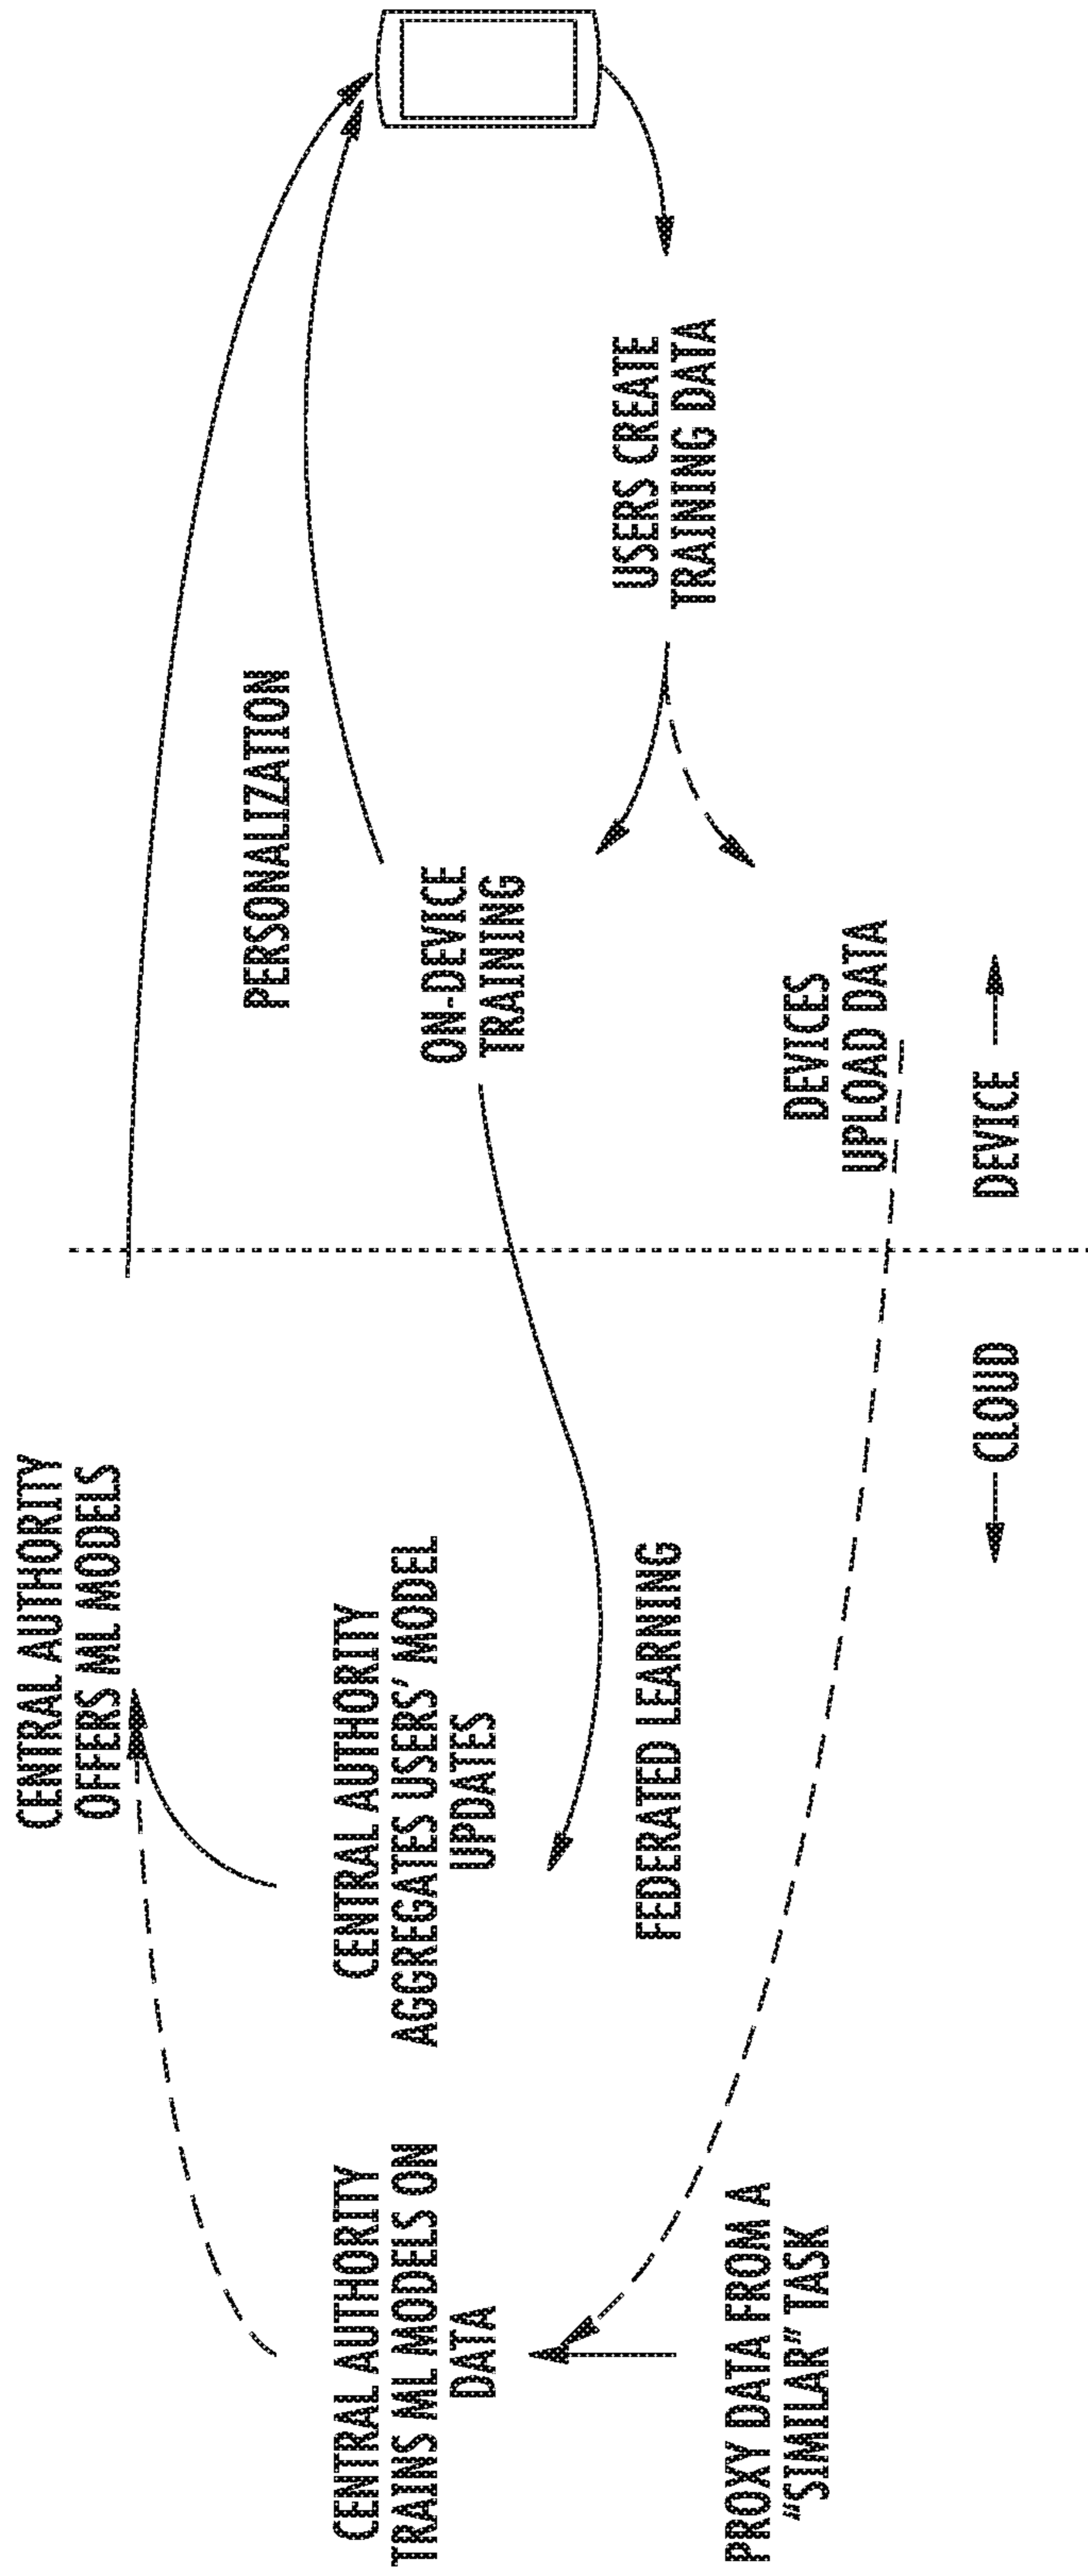 CENTRAL AUTHORITY
OFFERS ML MODELS
PERSONALIZATION
CENTRAL AUTHORITY
TRAINS ML MODELS ON
DATA
CENTRAL AUTHORITY
AGGREGATES USERS' MODEL
UPDATES
ON-DEVICE
TRAINING
USERS CREATE
TRAINING DATA
FEDERATED LEARNING
PROXY DATA FROM A
"SIMILAR" TASK
DEVICES
UPLOAD DATA
CLOUD
DEVICE